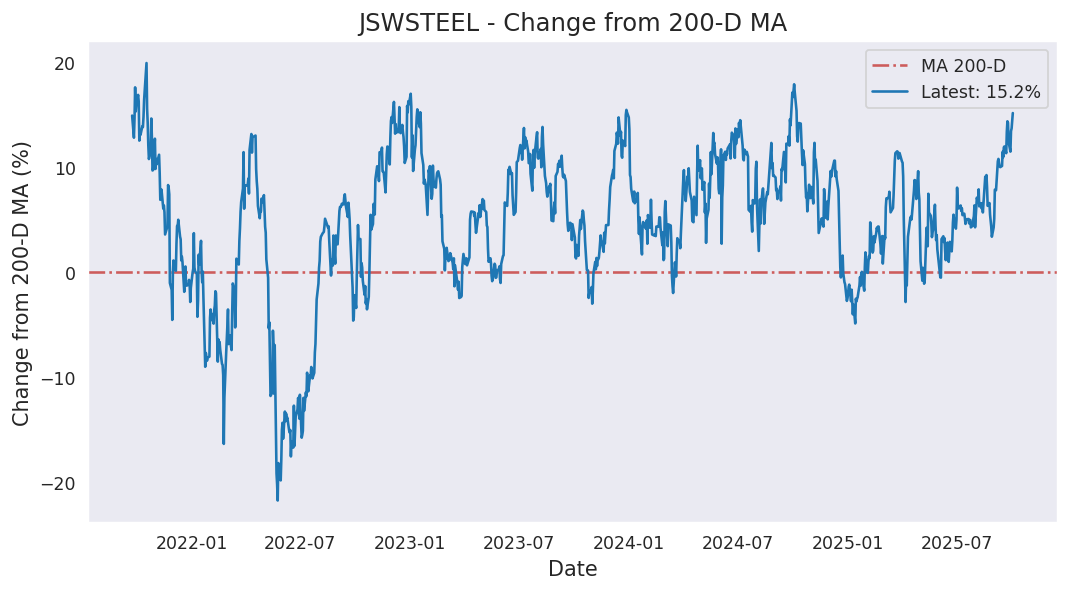 JSWSTEEL - Change from 200-D MA
MA 200-D
Latest: 15.2%
Change from 200-D MA (%)
20
10
0
−10
−20
2022-01 2022-07 2023-01 2023-07 2024-01 2024-07 2025-01 2025-07
Date